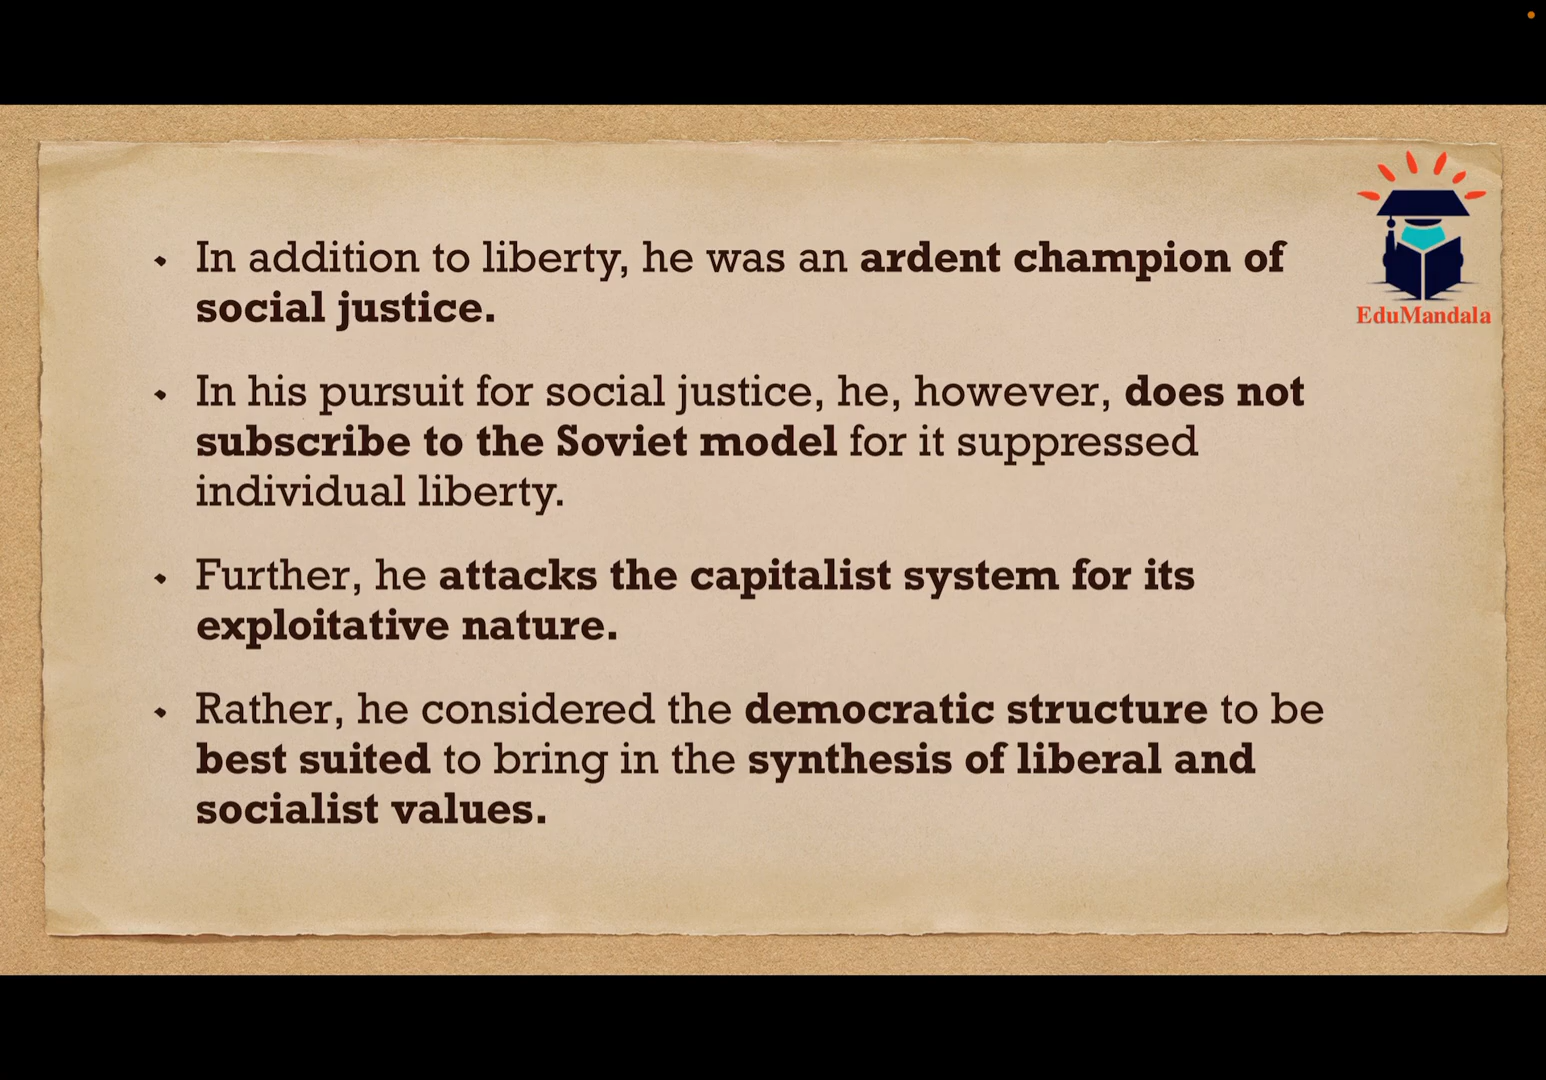 In addition to liberty, he was an ardent champion of
social justice.
In his pursuit for social justice, he, however, does not
subscribe to the Soviet model for it suppressed
individual liberty.
Further, he attacks the capitalist system for its
exploitative nature.
Rather, he considered the democratic structure to be
best suited to bring in the synthesis of liberal and
socialist values.
EduMandala